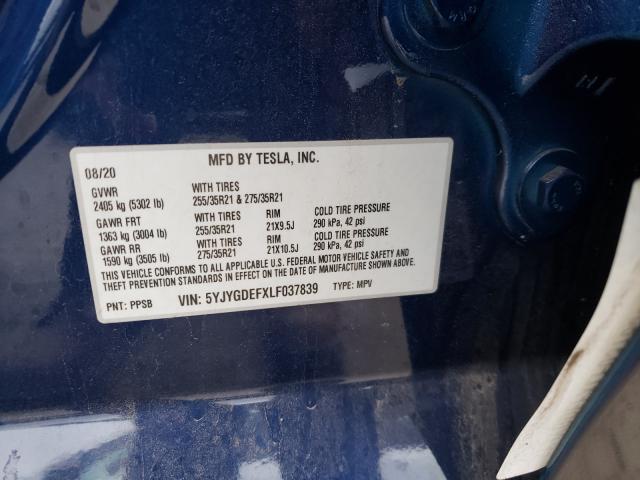 08/20 MFD BY TESLA, INC.
GVWR WITH TIRES
2405 kg (5302 lb) 255/35R21 & 275/35R21
GAWR FRT WITH TIRES RIM COLD TIRE PRESSURE
1363 kg (3004 lb) 255/35R21 21X9.5J 290 kPa, 42 psi
GAWR RR WITH TIRES RIM COLD TIRE PRESSURE
1590 kg (3505 lb) 275/35R21 21X10.5J 290 kPa, 42 psi
THIS VEHICLE CONFORMS TO ALL APPLICABLE U.S. FEDERAL MOTOR VEHICLE SAFETY AND
THEFT PREVENTION STANDARDS IN EFFECT ON THE DATE OF MANUFACTURE SHOWN ABOVE.
PNT: PPSB VIN: 5YJYGDEFXLF037839 TYPE: MPV